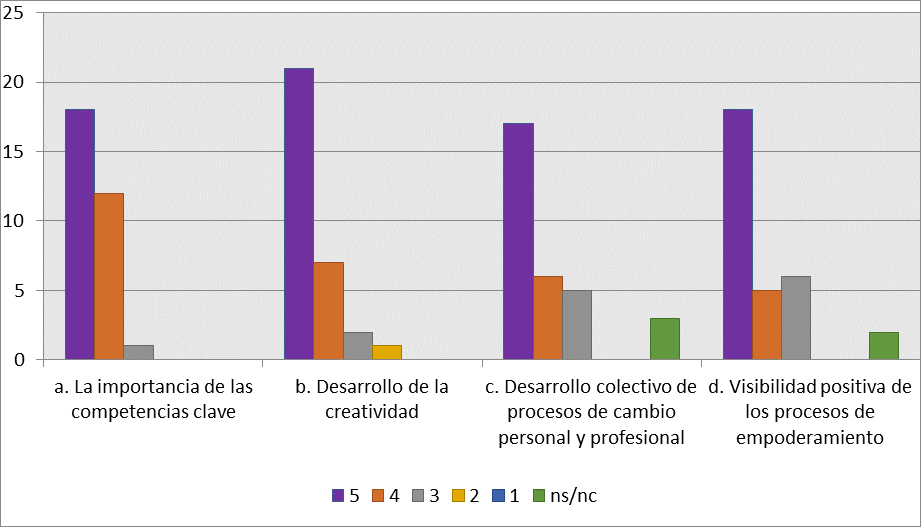 25
20
15
10
5
0
a. La importancia de las
competencias clave
b. Desarrollo de la
creatividad
c. Desarrollo colectivo de
procesos de cambio
personal y profesional
d. Visibilidad positiva de
los procesos de
empoderamiento
5 4 3 2 1 ns/nc